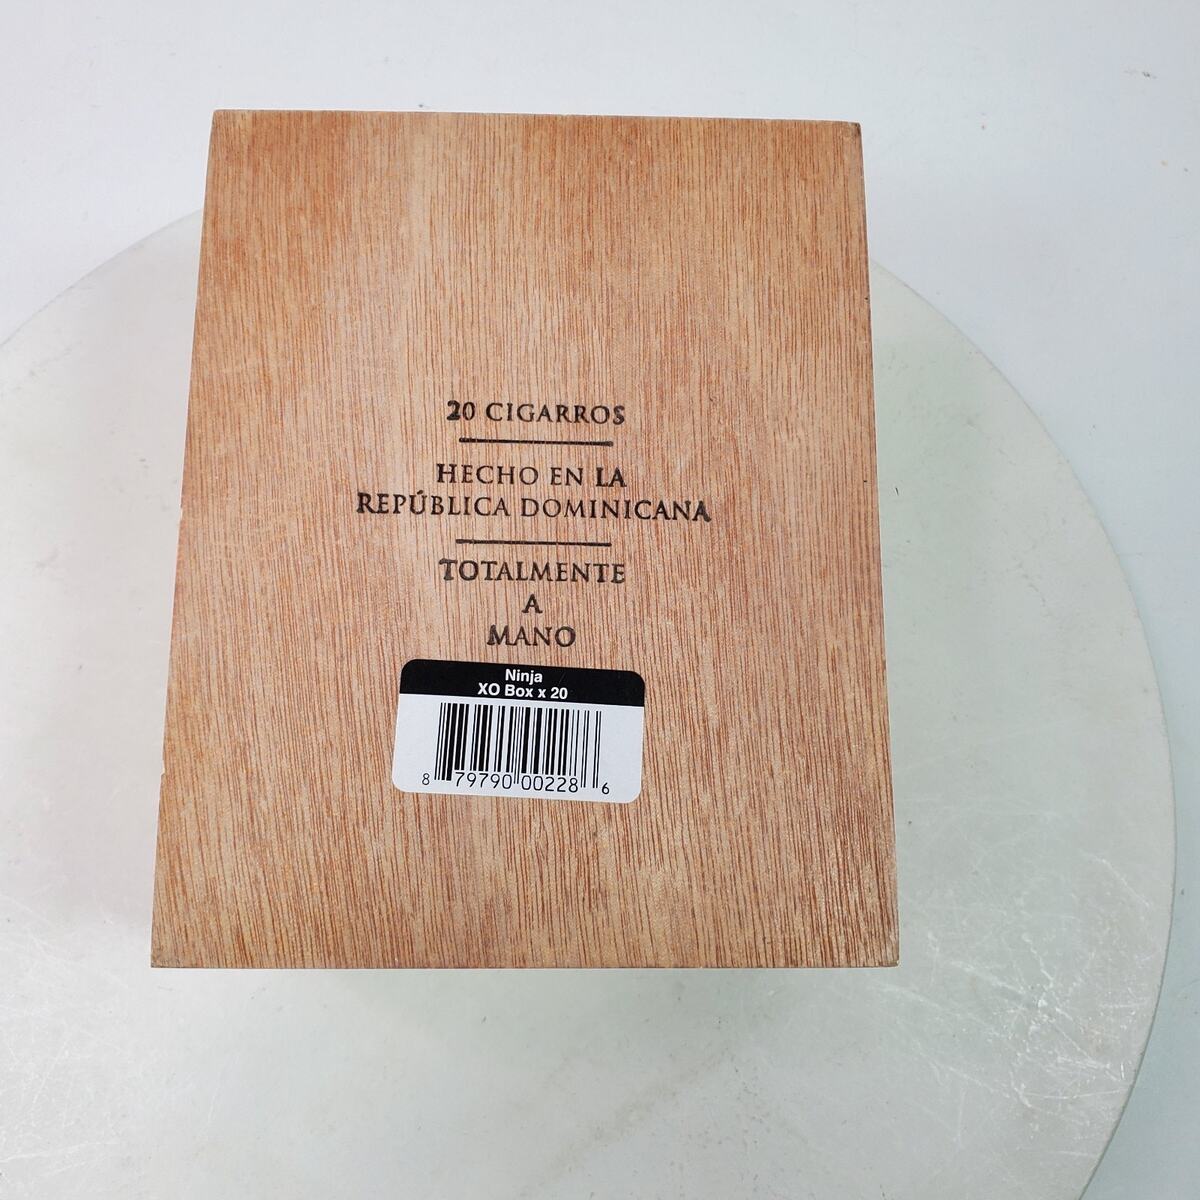 20 CIGARROS
HECHO EN LA
REPÚBLICA DOMINICANA
TOTALMENTE
A
MANO
Ninja
XO Box x 20
8 79790 00228 6